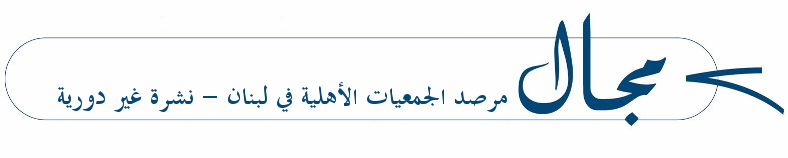 مجال
مرصد الجمعيات الأهلية في لبنان – نشرة غير دورية